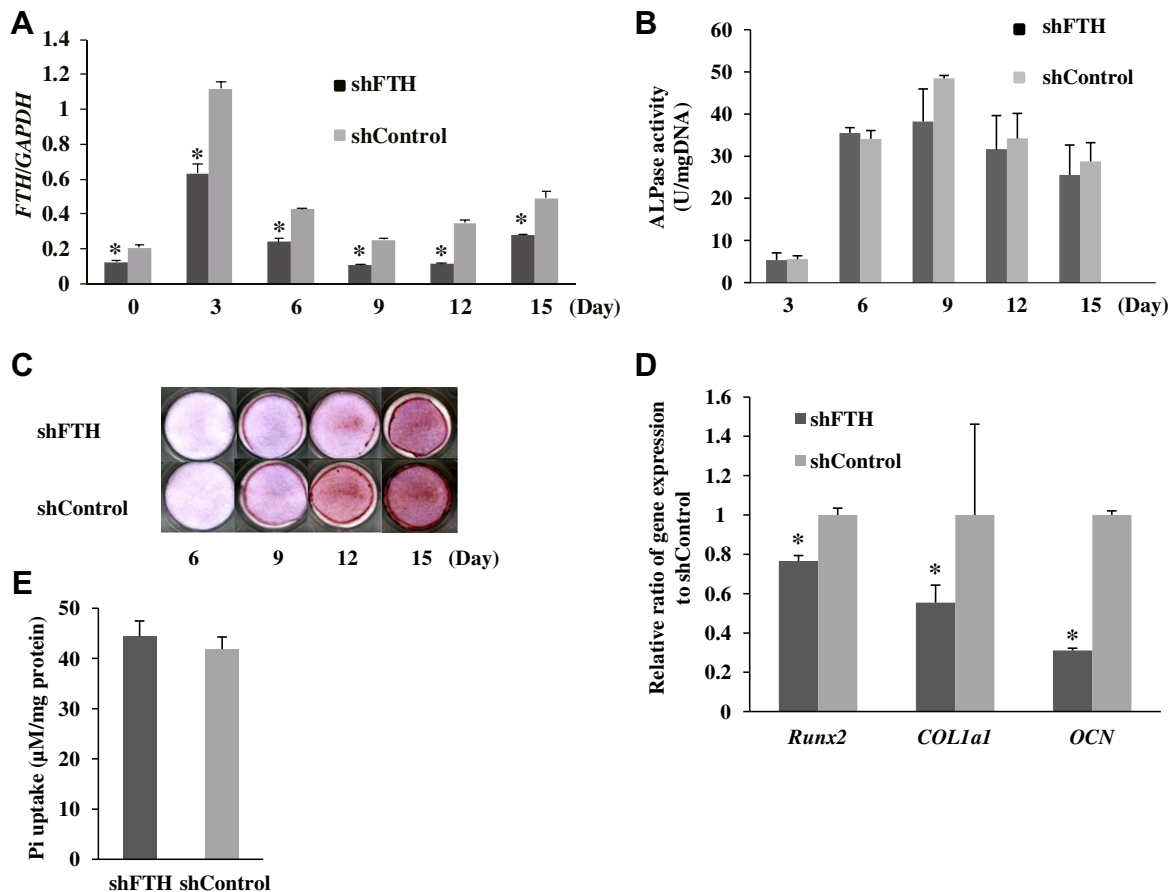 A
FTH/GAPDH
1.4
1.2
1
0.8
0.6
0.4
0.2
0
shFTH
shControl
*
*
*
*
*
*
0 3 6 9 12 15 (Day)
B
ALPase activity
(U/mgDNA)
60
50
40
30
20
10
0
shFTH
shControl
3 6 9 12 15 (Day)
C
shFTH
shControl
6 9 12 15 (Day)
D
Relative ratio of gene expression
to shControl
1.6
1.4
1.2
1
0.8
0.6
0.4
0.2
0
shFTH
shControl
*
*
*
Runx2 COL1a1 OCN
E
Pi uptake (µM/mg protein)
50
40
30
20
10
0
shFTH shControl